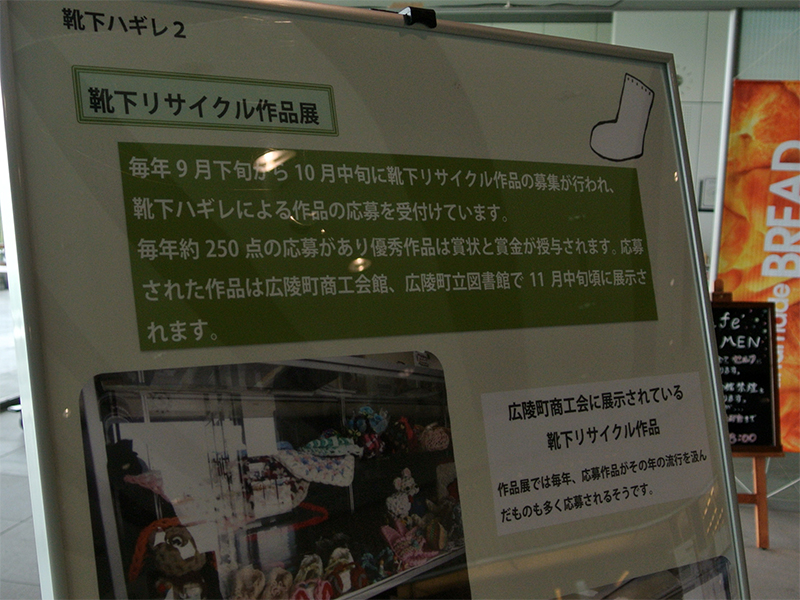 靴下ハギレ2
靴下リサイクル作品展
毎年9月下旬から10月中旬に靴下リサイクル作品の募集が行われ、
靴下ハギレによる作品の応募を受付けています。
毎年約250点の応募があり優秀作品は賞状と賞金が授与されます。応募
された作品は広陵町商工会館、広陵町立図書館で11月中旬頃に展示さ
れます。
広陵町商工会に展示されている
靴下リサイクル作品
作品展では毎年、応募作品がその年の流行を汲ん
だものも多く応募されるそうです。
BREAD
MEN